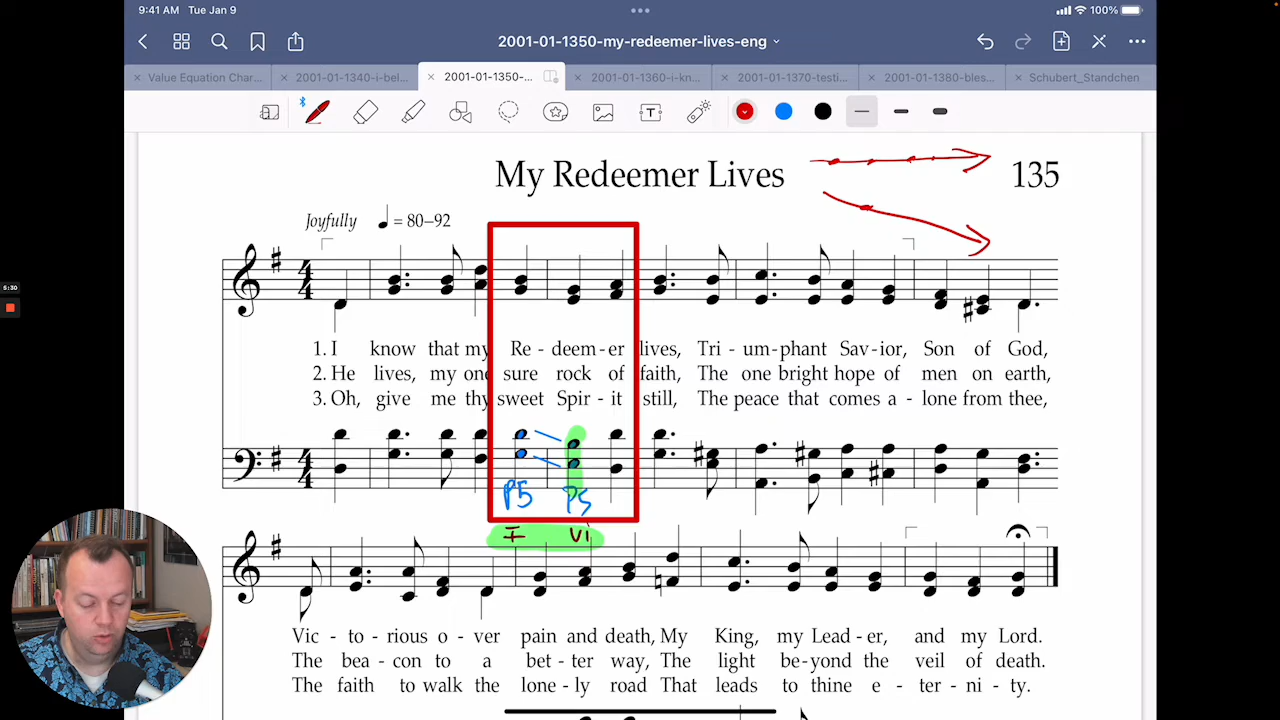 9:41 AM Tue Jan 9
100%
2001-01-1350-my-redeemer-lives-eng
Value Equation Char...
2001-01-1340-i-bel...
2001-01-1350-...
2001-01-1360-i-kn...
2001-01-1370-testi...
2001-01-1380-bles...
Schubert_Standchen
T
My Redeemer Lives
135
Joyfully ♩ = 80–92
5:30
1. I know that my Re - deem - er lives, Tri - um - phant Sav - ior, Son of God,
2. He lives, my one sure rock of faith, The one bright hope of men on earth,
3. Oh, give me thy sweet Spir - it still, The peace that comes a - lone from thee,
P5 P5
I vi
Vic - to - rious o - ver pain and death, My King, my Lead - er, and my Lord.
The bea - con to a bet - ter way, The light be - yond the veil of death.
The faith to walk the lone - ly road That leads to thine e - ter - ni - ty.